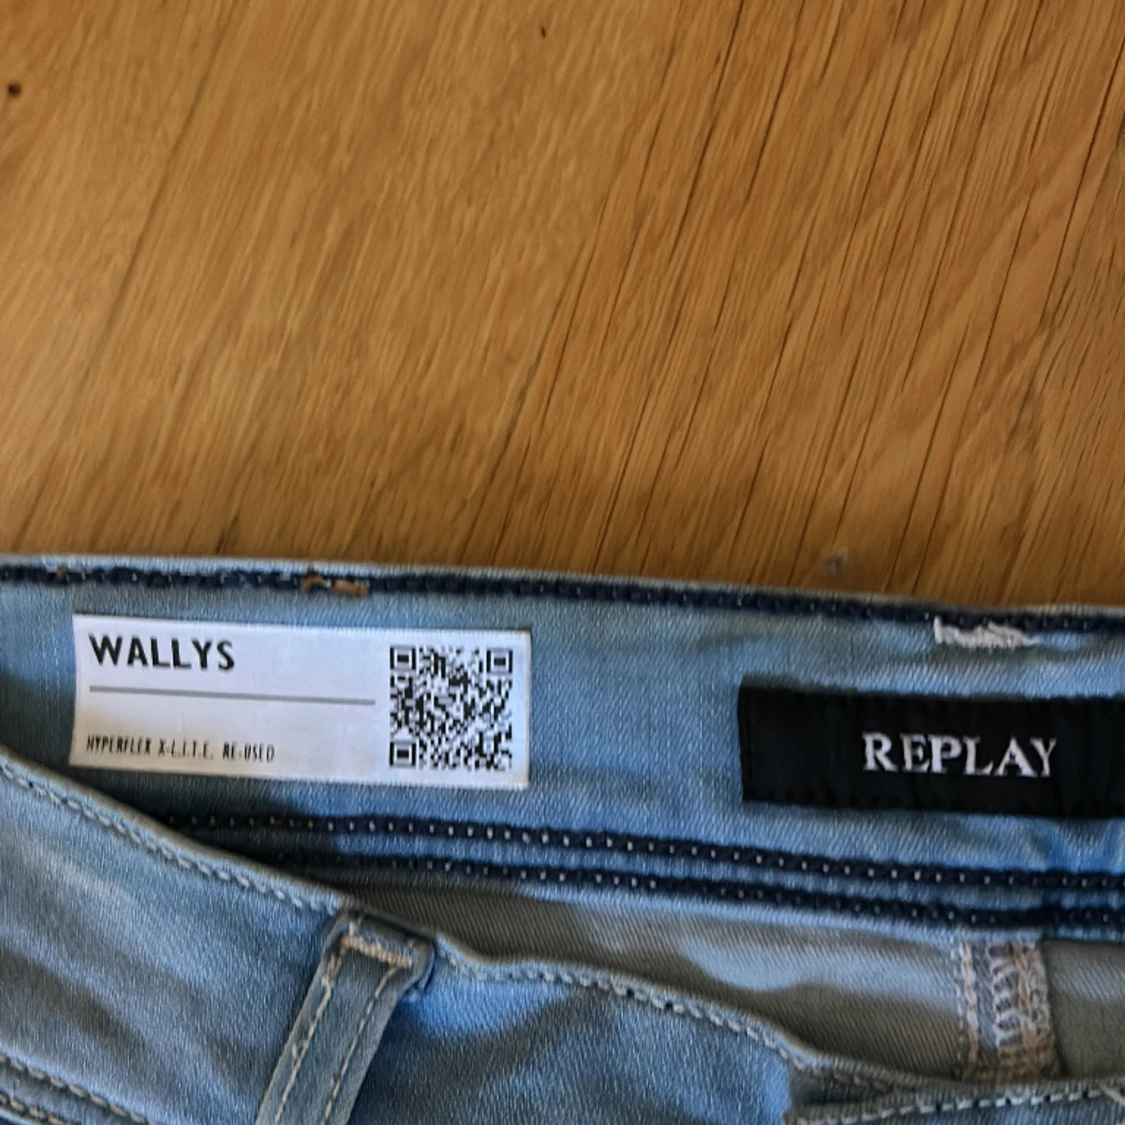 WALLYS
HYPERFLEX X-L.I.T.E. RE-USED
REPLAY